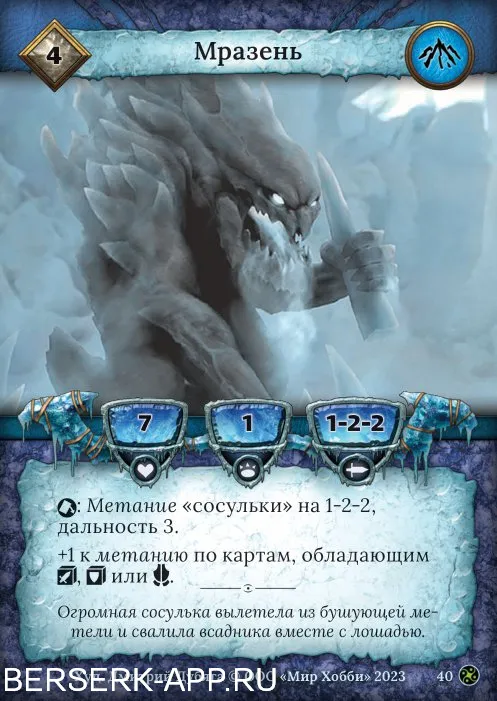 4
Мразень
7
1
1-2-2
: Метание «сосульки» на 1-2-2,
дальность 3.
+1 к метанию по картам, обладающим
, или .
Огромная сосулька вылетела из бушующей ме-
тели и свалила всадника вместе с лошадью.
© ООО «Мир Хобби» 2023
40
BERSERK-APP.RU